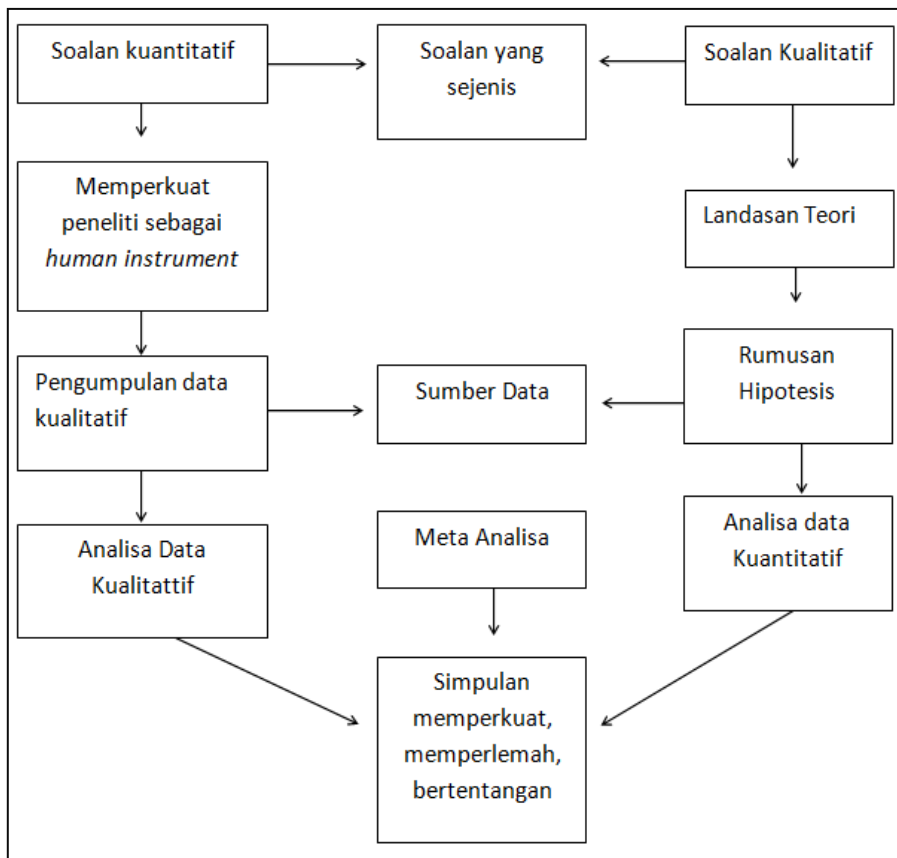 Soalan kuantitatif
Soalan yang
sejenis
Soalan Kualitatif
Memperkuat
peneliti sebagai
human instrument
Landasan Teori
Pengumpulan data
kualitatif
Sumber Data
Rumusan
Hipotesis
Analisa Data
Kualitattif
Meta Analisa
Analisa data
Kuantitatif
Simpulan
memperkuat,
memperlemah,
bertentangan